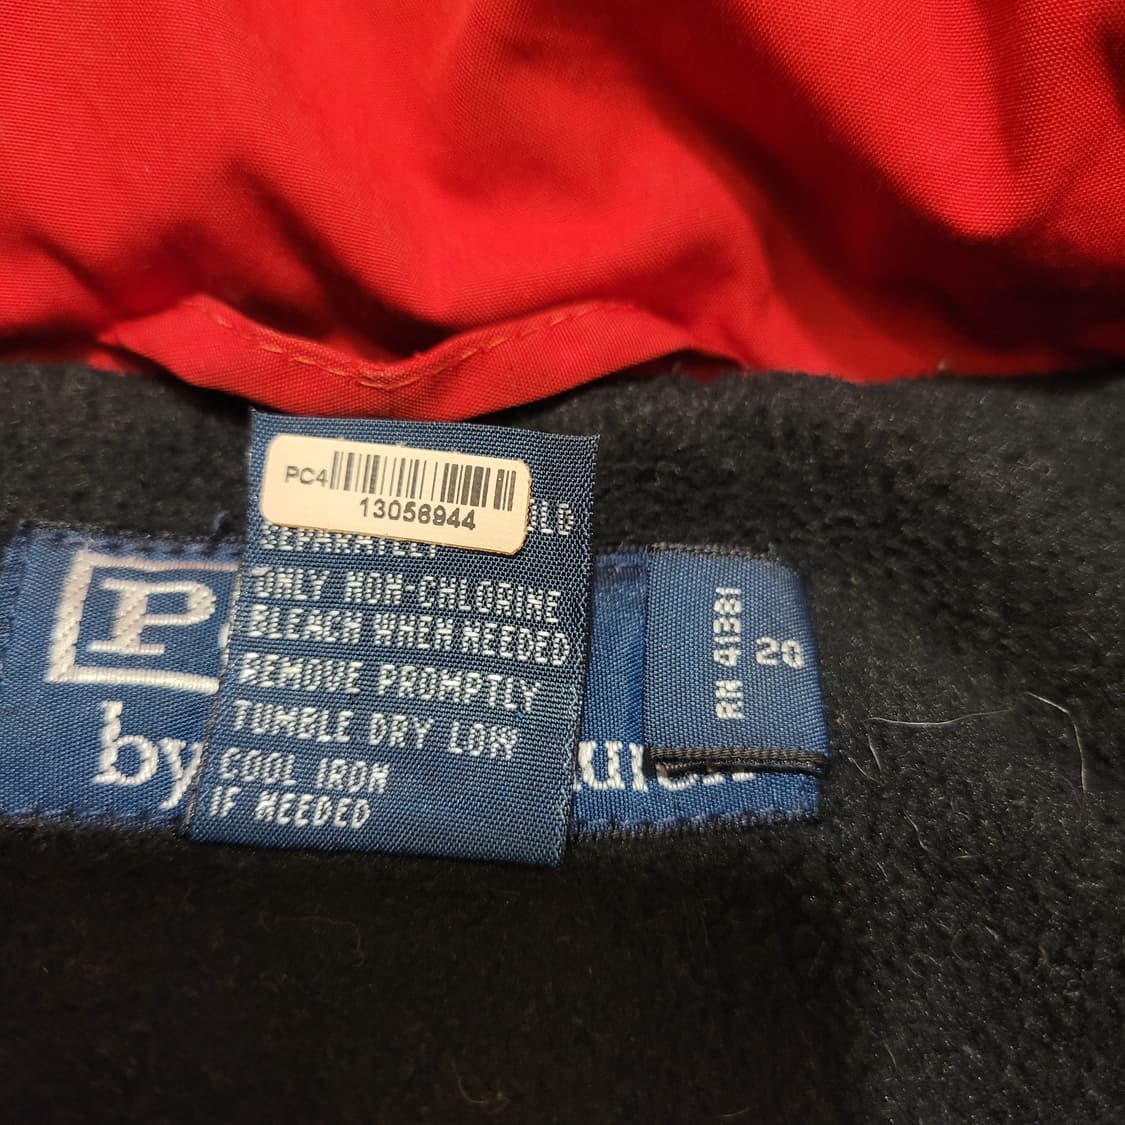 PC4
13056944
SEPARATELY
ONLY NON-CHLORINE
BLEACH WHEN NEEDED
REMOVE PROMPTLY
TUMBLE DRY LOW
COOL IRON
IF NEEDED
P
by
RN 41381
20